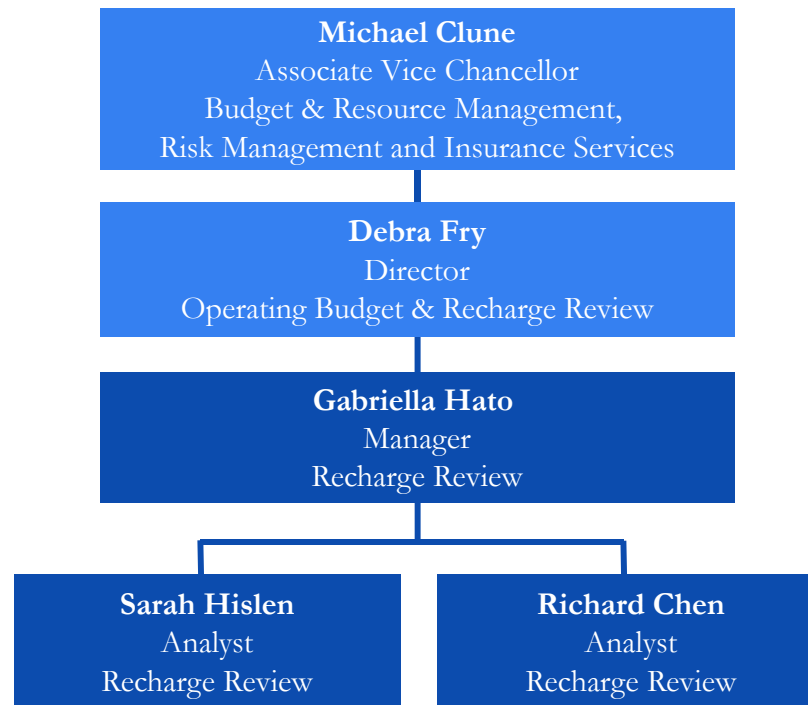 Michael Clune
Associate Vice Chancellor
Budget & Resource Management,
Risk Management and Insurance Services
Debra Fry
Director
Operating Budget & Recharge Review
Gabriella Hato
Manager
Recharge Review
Sarah Hislen
Analyst
Recharge Review
Richard Chen
Analyst
Recharge Review